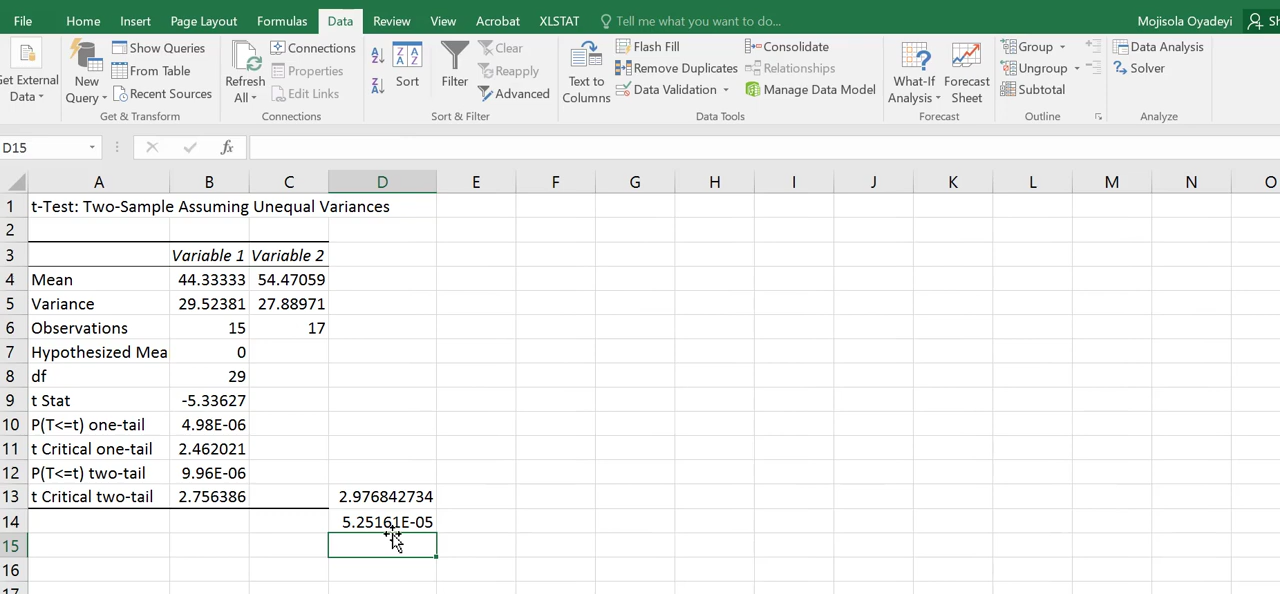 File Home Insert Page Layout Formulas Data Review View Acrobat XLSTAT Tell me what you want to do... Mojisola Oyadeyi Sh
Get External Data
New Query
Show Queries
From Table
Recent Sources
Get & Transform
Refresh All
Connections
Properties
Edit Links
Connections
Sort
Filter
Clear
Reapply
Advanced
Sort & Filter
Text to Columns
Flash Fill
Remove Duplicates
Data Validation
Consolidate
Relationships
Manage Data Model
Data Tools
What-If Analysis
Forecast Sheet
Forecast
Group
Ungroup
Subtotal
Outline
Data Analysis
Solver
Analyze
D15 fx
A B C D E F G H I J K L M N O
1 t-Test: Two-Sample Assuming Unequal Variances
2
3 Variable 1 Variable 2
4 Mean 44.33333 54.47059
5 Variance 29.52381 27.88971
6 Observations 15 17
7 Hypothesized Mea 0
8 df 29
9 t Stat -5.33627
10 P(T<=t) one-tail 4.98E-06
11 t Critical one-tail 2.462021
12 P(T<=t) two-tail 9.96E-06
13 t Critical two-tail 2.756386 2.976842734
14 5.25161E-05
15
16
17